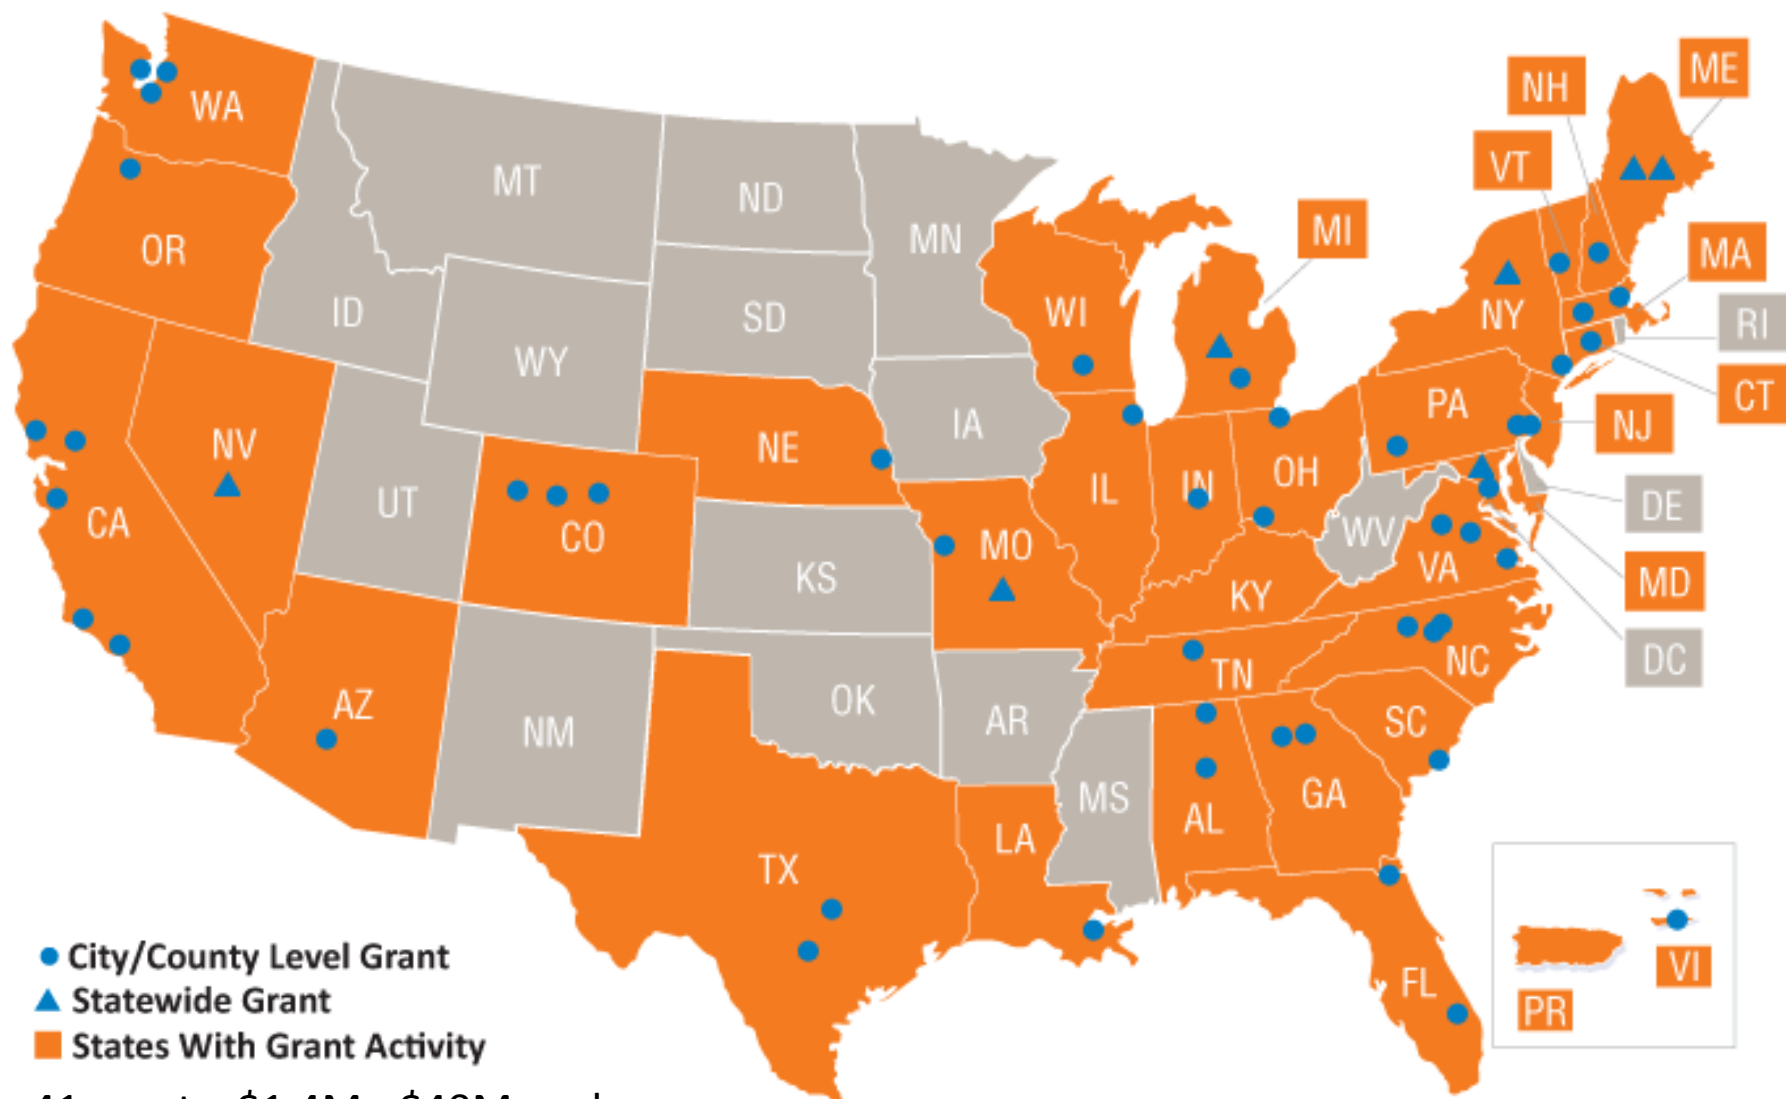 NH
ME
VT
WA
MT
ND
MN
MI
MA
OR
ID
SD
WI
NY
RI
WY
PA
CT
NV
NE
IA
NJ
UT
CO
IL
IN
OH
DE
CA
MO
WV
VA
KS
KY
MD
NC
DC
AZ
NM
OK
AR
TN
SC
MS
AL
GA
TX
LA
FL
VI
PR
City/County Level Grant
Statewide Grant
States With Grant Activity